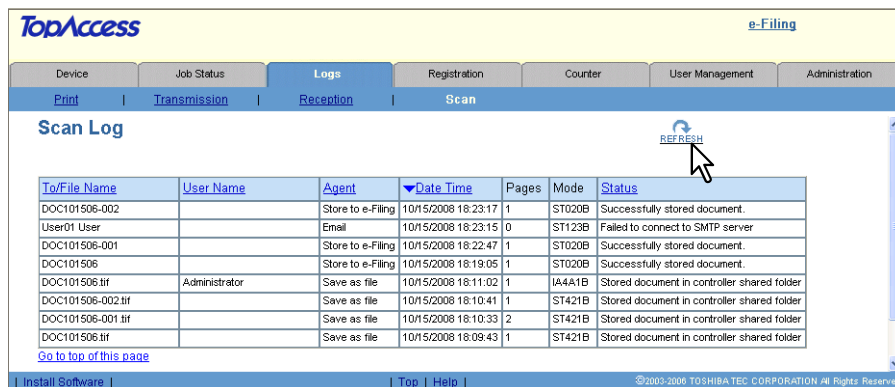 TopAccess
e-Filing
Device Job Status Logs Registration Counter User Management Administration
Print | Transmission | Reception | Scan
Scan Log
REFRESH
To/File Name User Name Agent Date Time Pages Mode Status
DOC101506-002 Store to e-Filing 10/15/2008 18:23:17 1 ST020B Successfully stored document.
User01 User Email 10/15/2008 18:23:15 0 ST123B Failed to connect to SMTP server
DOC101506-001 Store to e-Filing 10/15/2008 18:22:47 1 ST020B Successfully stored document.
DOC101506 Store to e-Filing 10/15/2008 18:19:05 1 ST020B Successfully stored document.
DOC101506.tif Administrator Save as file 10/15/2008 18:11:02 1 IA4A1B Stored document in controller shared folder
DOC101506-002.tif Save as file 10/15/2008 18:10:41 1 ST421B Stored document in controller shared folder
DOC101506-001.tif Save as file 10/15/2008 18:10:33 2 ST421B Stored document in controller shared folder
DOC101506.tif Save as file 10/15/2008 18:09:43 1 ST421B Stored document in controller shared folder
Go to top of this page
Install Software | | Top | Help | ©2003-2006 TOSHIBA TEC CORPORATION All Rights Reserve